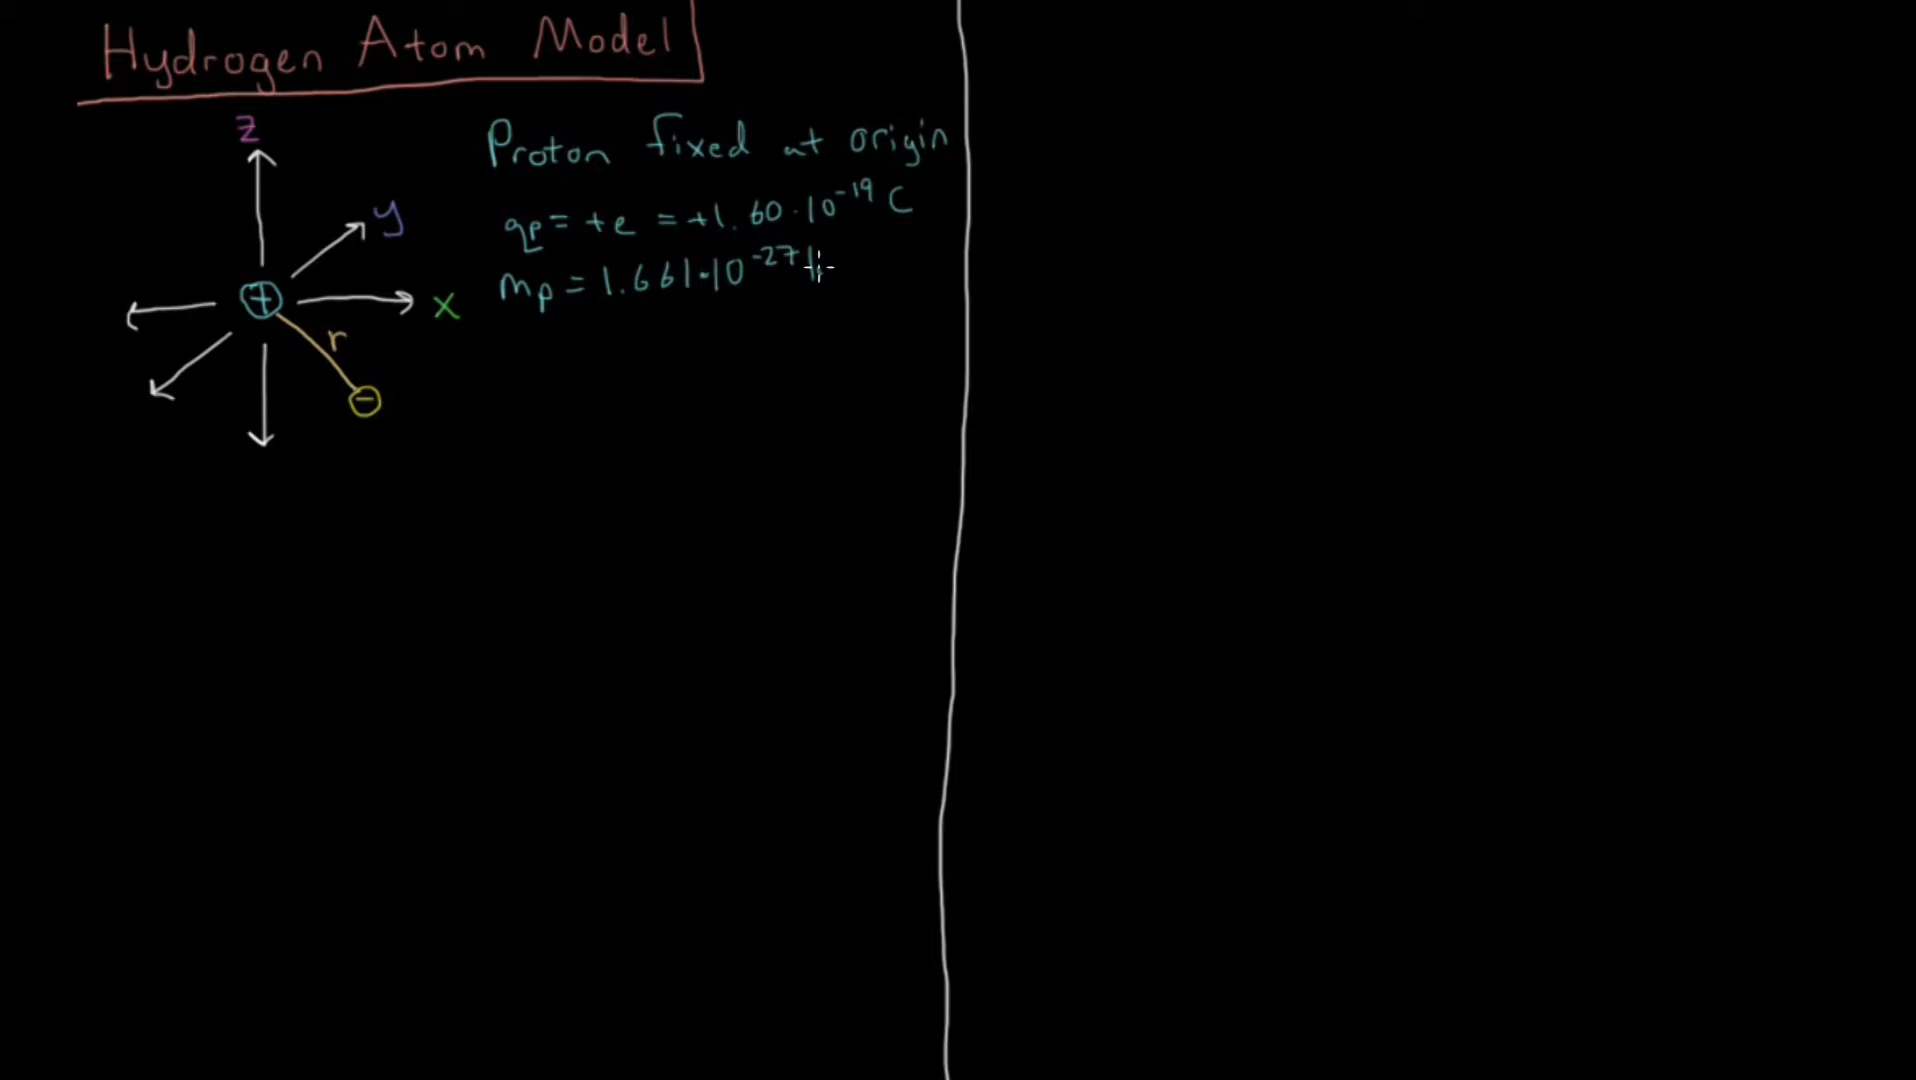 Hydrogen Atom Model
z
Proton fixed at origin
y
qp = +e = +1.60·10⁻¹⁹ C
mp = 1.661·10⁻²⁷
+
x
r
−